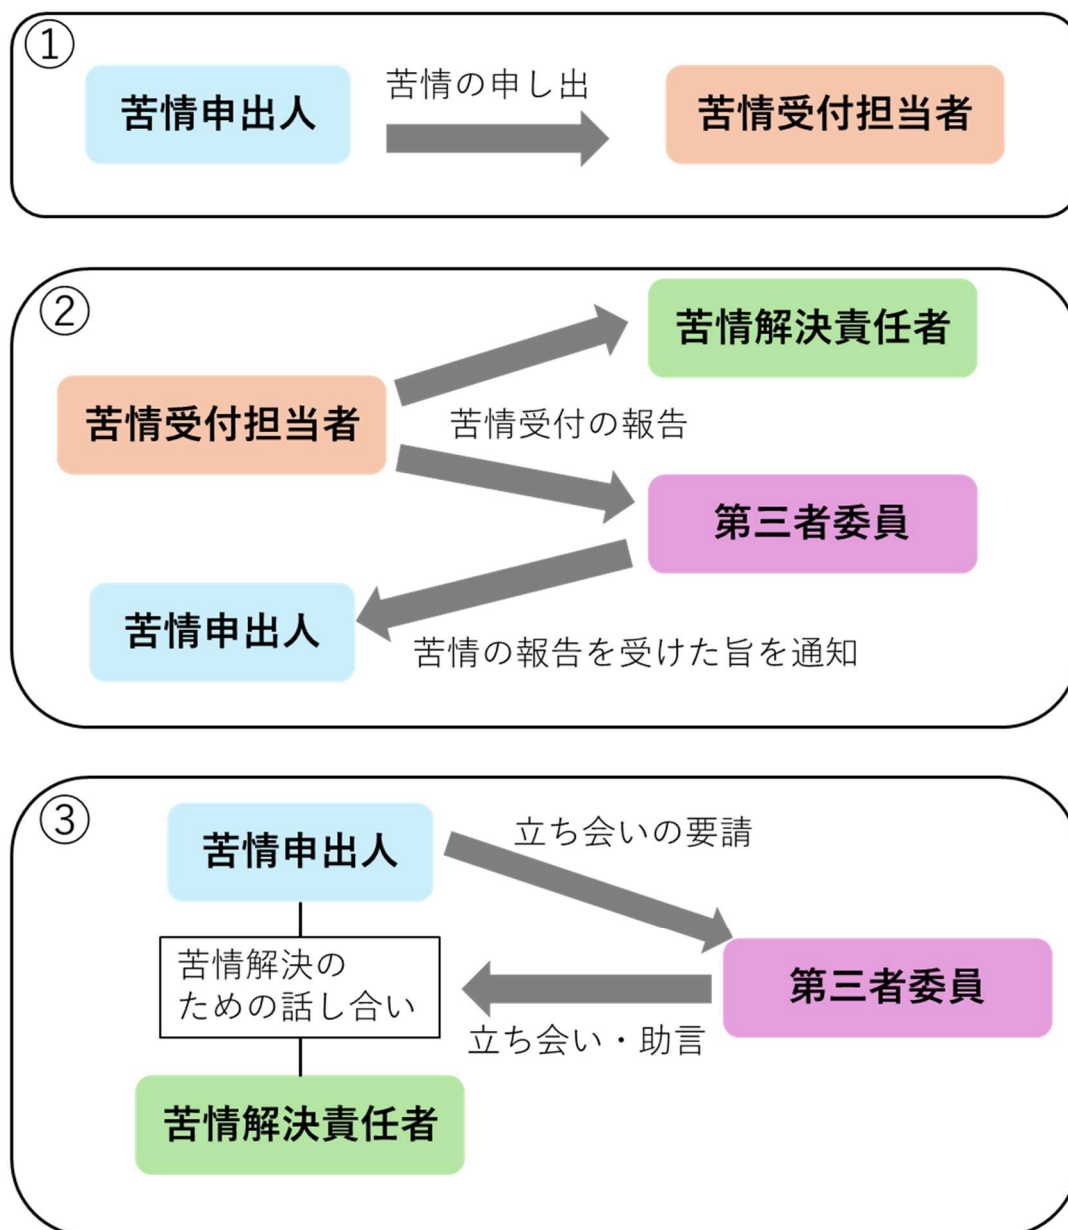 ①
苦情申出人
苦情の申し出
苦情受付担当者
②
苦情解決責任者
苦情受付担当者
苦情受付の報告
第三者委員
苦情申出人
苦情の報告を受けた旨を通知
③
苦情申出人
立ち会いの要請
苦情解決の
ための話し合い
第三者委員
立ち会い・助言
苦情解決責任者